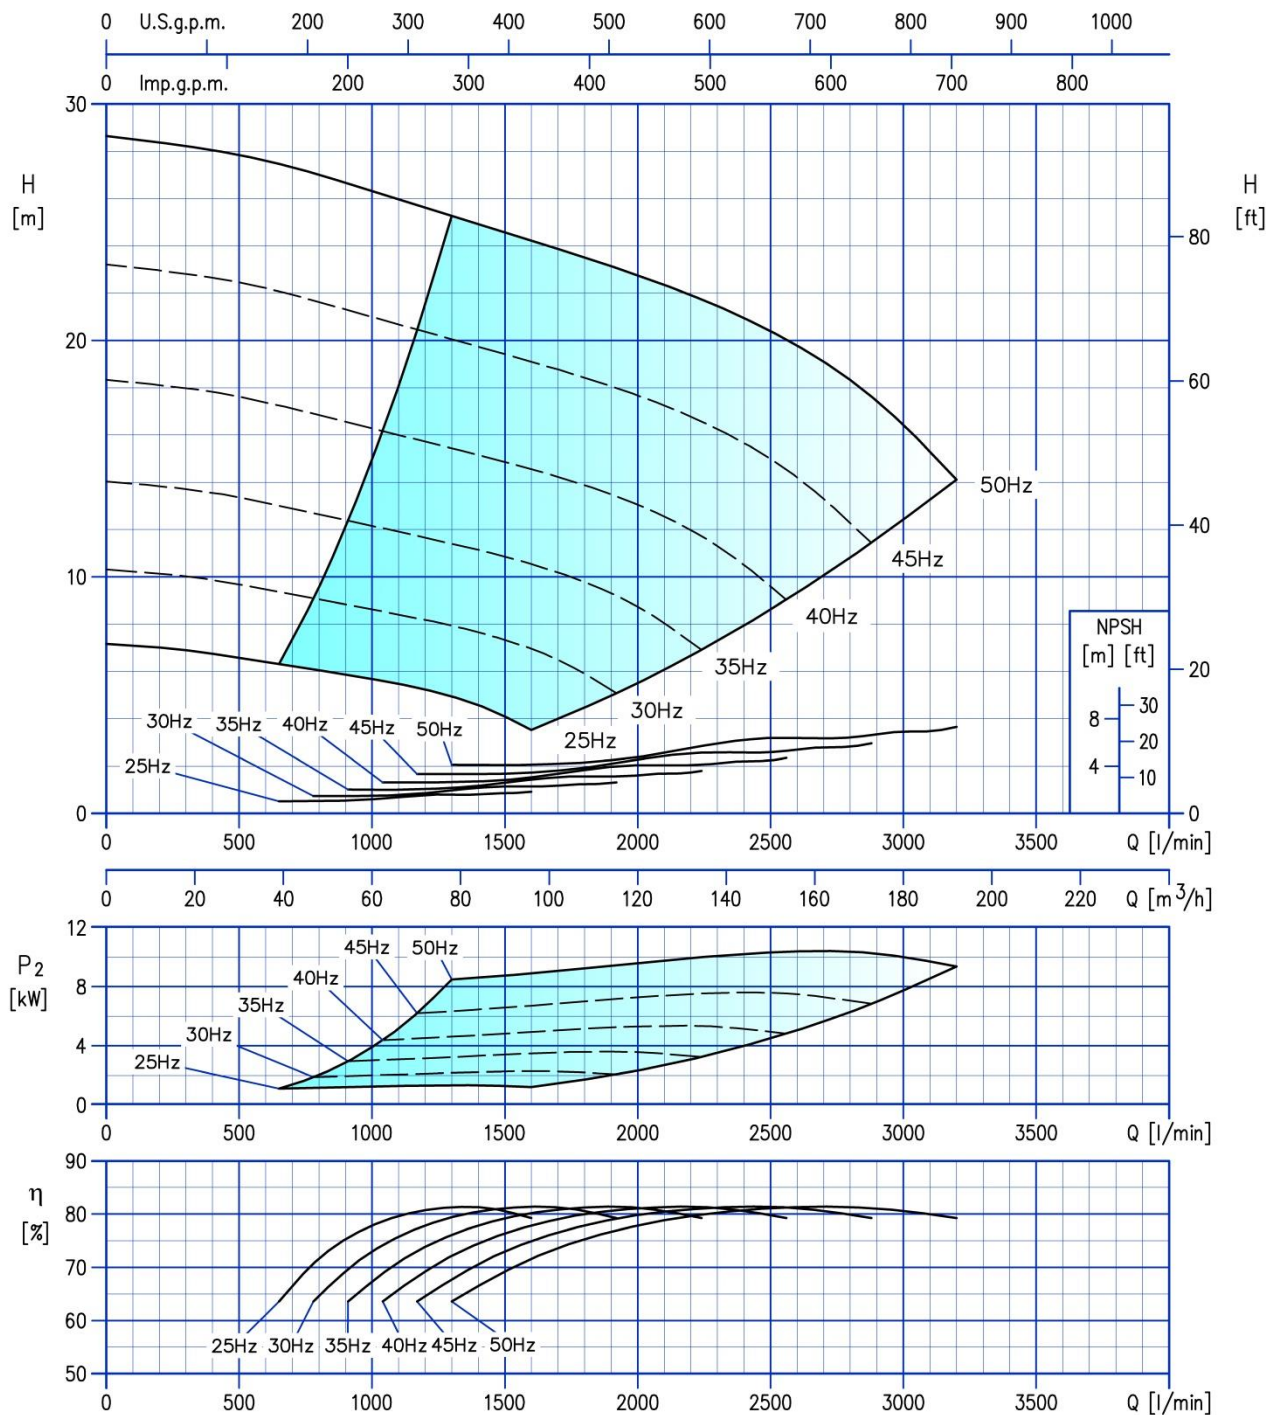 0 U.S.g.p.m. 200 300 400 500 600 700 800 900 1000
0 Imp.g.p.m. 200 300 400 500 600 700 800
30
H
[m]
H
[ft]
80
20
60
50Hz
40
45Hz
10
40Hz
NPSH
[m] [ft]
35Hz
20
30Hz
30Hz 35Hz 40Hz 45Hz 50Hz
8 30
25Hz
20
25Hz
4
10
0
0
0 500 1000 1500 2000 2500 3000 3500 Q [l/min]
0 20 40 60 80 100 120 140 160 180 200 220 Q [m³/h]
12
45Hz 50Hz
P2
[kW]
8
40Hz
35Hz
4
30Hz
25Hz
0
0 500 1000 1500 2000 2500 3000 3500 Q [l/min]
90
η
[%]
80
70
60
25Hz 30Hz 35Hz 40Hz 45Hz 50Hz
50
0 500 1000 1500 2000 2500 3000 3500 Q [l/min]